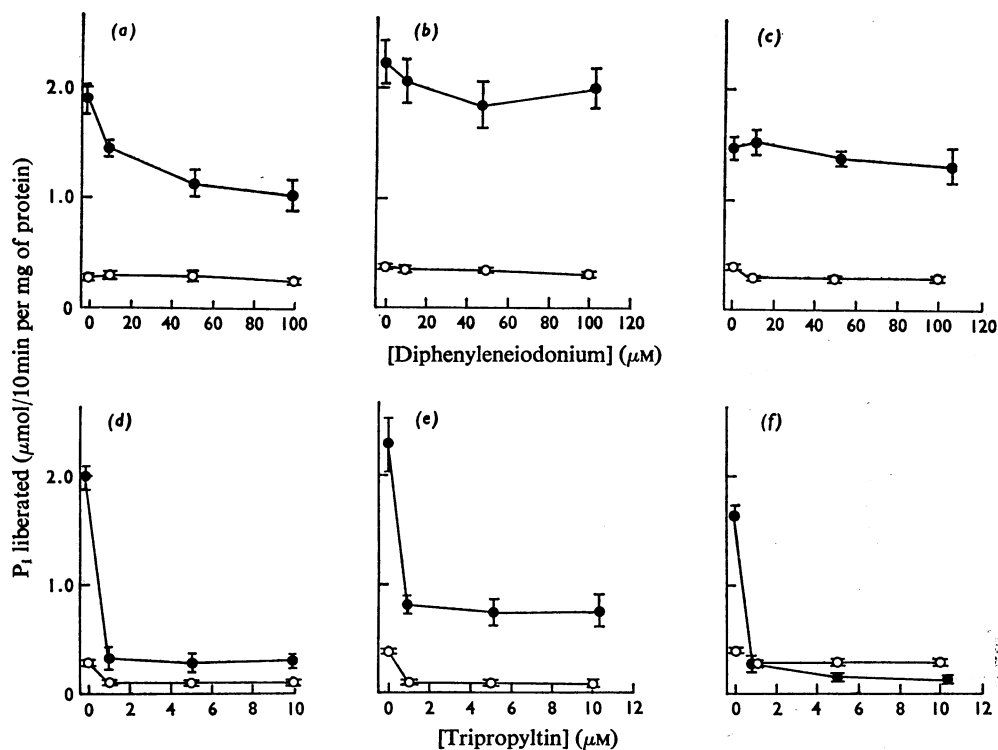 (a)
(b)
(c)
2.0
1.0
0
0 20 40 60 80 100
0 20 40 60 80 100 120
0 20 40 60 80 100 120
[Diphenyleneiodonium] (μM)
P₁ liberated (μmol/10 min per mg of protein)
(d)
(e)
(f)
2.0
1.0
0
0 2 4 6 8 10
0 2 4 6 8 10 12
0 2 4 6 8 10 12
[Tripropyltin] (μM)